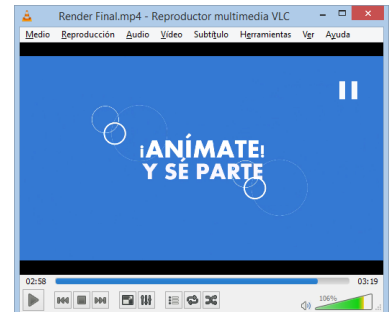 Render Final.mp4 - Reproductor multimedia VLC
Medio Reproducción Audio Vídeo Subtítulo Herramientas Ver Ayuda
¡ANÍMATE!
Y SÉ PARTE
02:58 03:19
106%